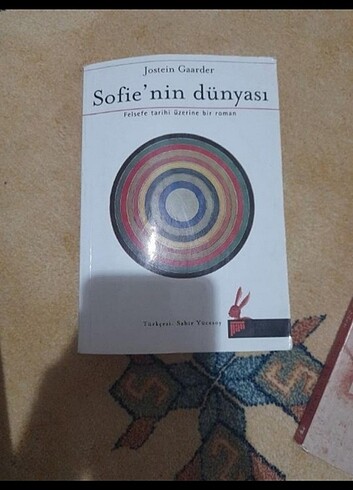 Jostein Gaarder
Sofie'nin dünyası
Felsefe tarihi üzerine bir roman
Türkçesi: Sabir Yücesoy